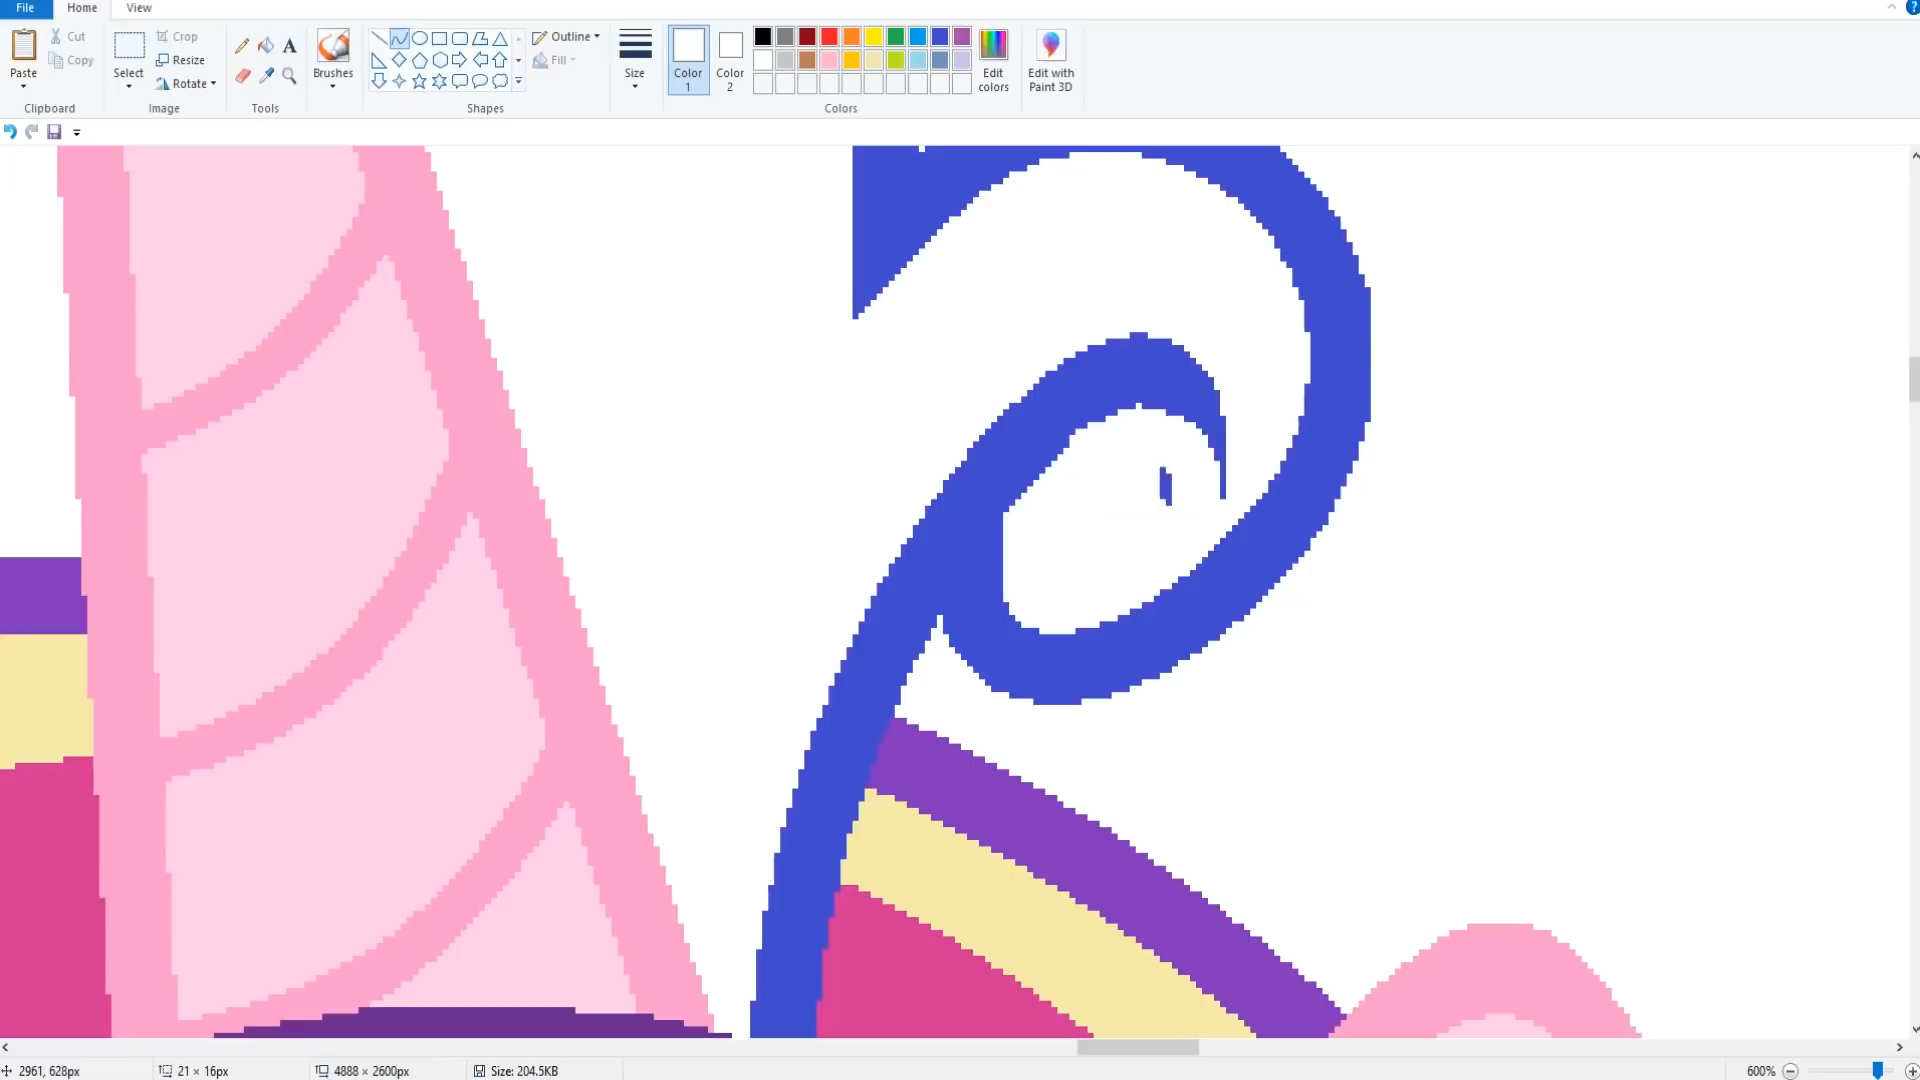 File Home View
Paste
Cut
Copy
Clipboard
Select
Crop
Resize
Rotate
Image
A
Tools
Brushes
Outline
Fill
Shapes
Size
Color
1
Color
2
Edit
colors
Colors
Edit with
Paint 3D
2961, 628px
21 × 16px
4888 × 2600px
Size: 204.5KB
600%